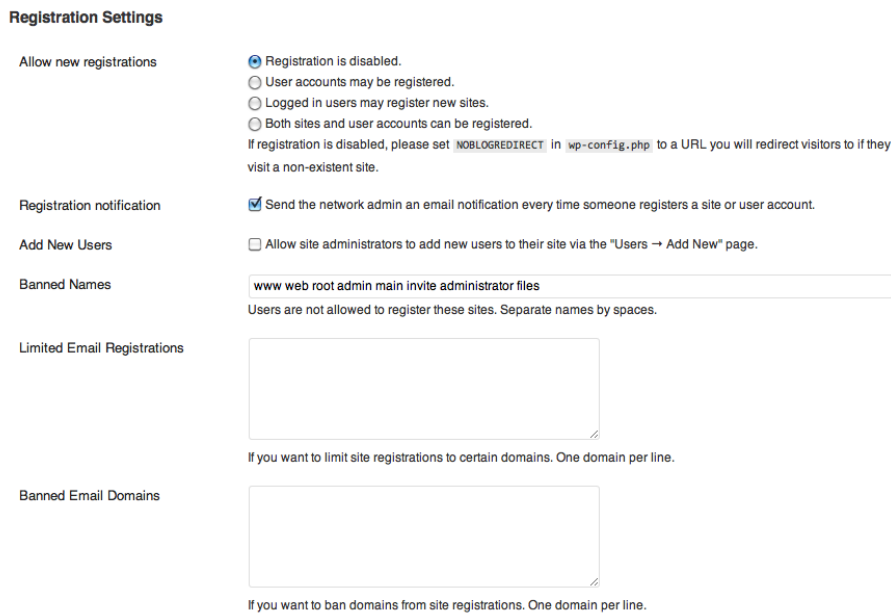 Registration Settings
Allow new registrations
Registration is disabled.
User accounts may be registered.
Logged in users may register new sites.
Both sites and user accounts can be registered.
If registration is disabled, please set NOBLOGREDIRECT in wp-config.php to a URL you will redirect visitors to if they
visit a non-existent site.
Registration notification
Send the network admin an email notification every time someone registers a site or user account.
Add New Users
Allow site administrators to add new users to their site via the "Users → Add New" page.
Banned Names
www web root admin main invite administrator files
Users are not allowed to register these sites. Separate names by spaces.
Limited Email Registrations
If you want to limit site registrations to certain domains. One domain per line.
Banned Email Domains
If you want to ban domains from site registrations. One domain per line.